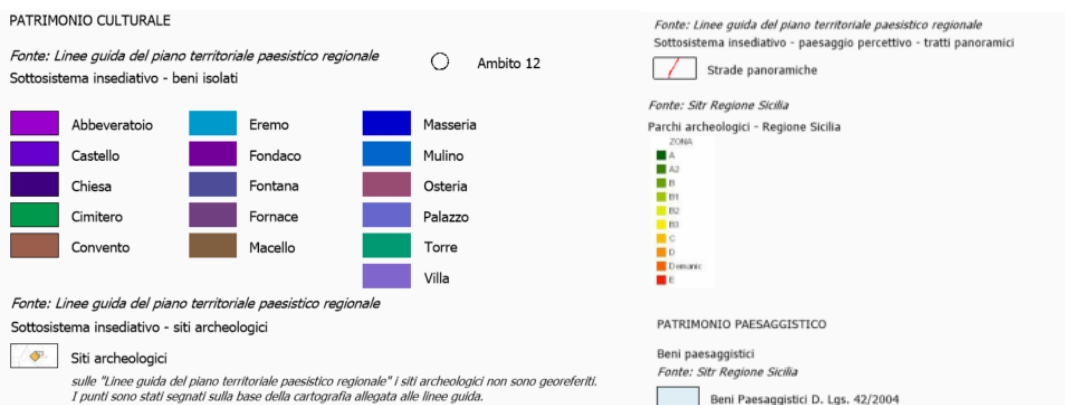 PATRIMONIO CULTURALE
Fonte: Linee guida del piano territoriale paesistico regionale
Sottosistema insediativo - beni isolati
Ambito 12
Abbeveratoio
Castello
Chiesa
Cimitero
Convento
Eremo
Fondaco
Fontana
Fornace
Macello
Masseria
Mulino
Osteria
Palazzo
Torre
Villa
Fonte: Linee guida del piano territoriale paesistico regionale
Sottosistema insediativo - siti archeologici
Siti archeologici
sulle "Linee guida del piano territoriale paesistico regionale" i siti archeologici non sono georeferiti.
I punti sono stati segnati sulla base della cartografia allegata alle linee guida.
Fonte: Linee guida del piano territoriale paesistico regionale
Sottosistema insediativo - paesaggio percettivo - tratti panoramici
Strade panoramiche
Fonte: Sitr Regione Sicilia
Parchi archeologici - Regione Sicilia
ZONA
A
A2
B
B1
B2
B3
C
D
Demanic
E
PATRIMONIO PAESAGGISTICO
Beni paesaggistici
Fonte: Sitr Regione Sicilia
Beni Paesaggistici D. Lgs. 42/2004